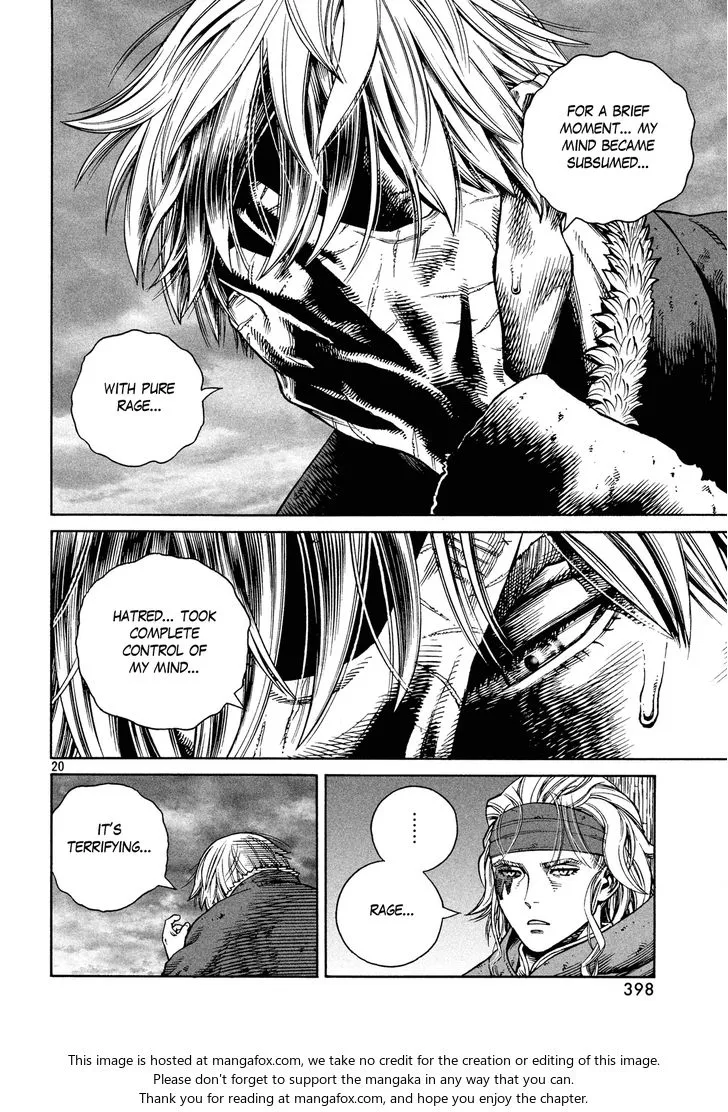 FOR A BRIEF
MOMENT... MY
MIND BECAME
SUBSUMED...
WITH PURE
RAGE...
HATRED... TOOK
COMPLETE
CONTROL OF
MY MIND...
20
IT'S
TERRIFYING...
......
RAGE...
398
This image is hosted at mangafox.com, we take no credit for the creation or editing of this image.
Please don't forget to support the mangaka in any way that you can.
Thank you for reading at mangafox.com, and hope you enjoy the chapter.